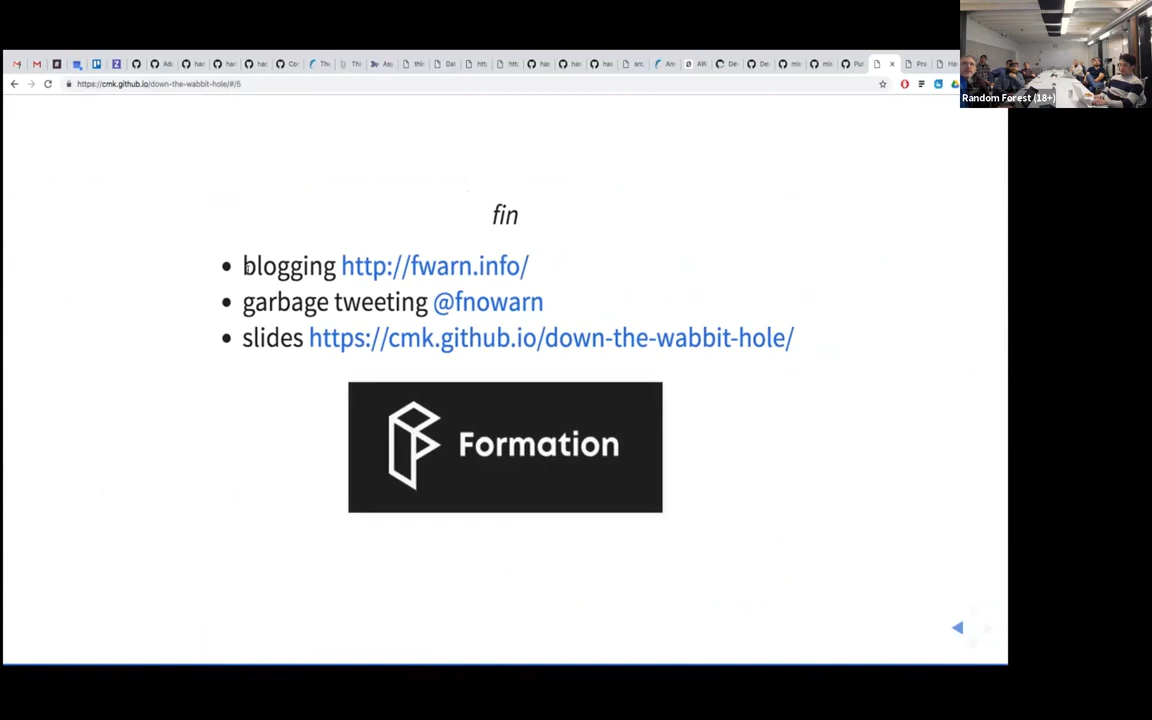 https://cmk.github.io/down-the-wabbit-hole/#/5
Random Forest (18+)
fin
blogging http://fwarn.info/
garbage tweeting @fnowarn
slides https://cmk.github.io/down-the-wabbit-hole/
Formation